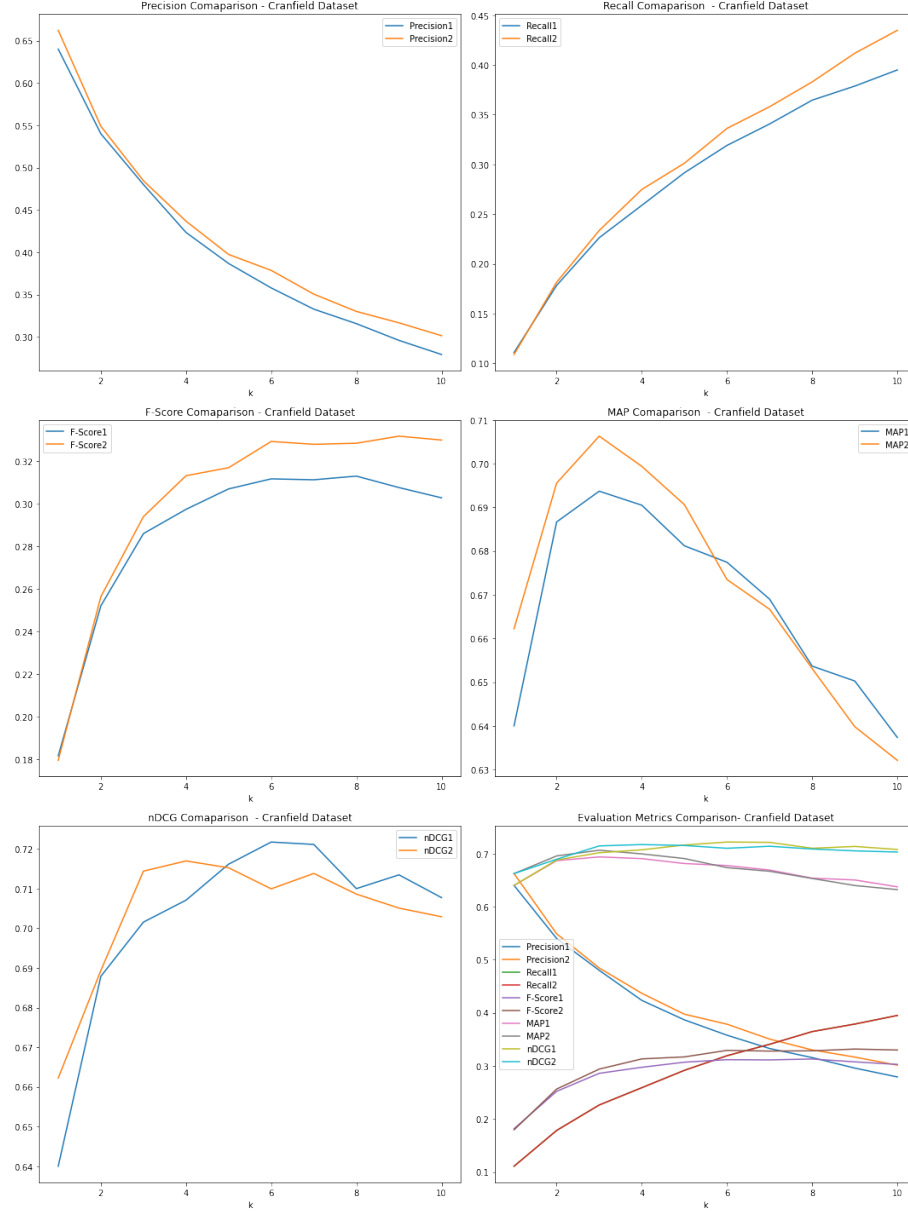 Precision Comaparison - Cranfield Dataset
Precision1
Precision2
0.65
0.60
0.55
0.50
0.45
0.40
0.35
0.30
2
4
6
8
10
k
Recall Comaparison - Cranfield Dataset
Recall1
Recall2
0.45
0.40
0.35
0.30
0.25
0.20
0.15
0.10
2
4
6
8
10
k
F-Score Comaparison - Cranfield Dataset
F-Score1
F-Score2
0.32
0.30
0.28
0.26
0.24
0.22
0.20
0.18
2
4
6
8
10
k
MAP Comaparison - Cranfield Dataset
MAP1
MAP2
0.71
0.70
0.69
0.68
0.67
0.66
0.65
0.64
0.63
2
4
6
8
10
k
nDCG Comaparison - Cranfield Dataset
nDCG1
nDCG2
0.72
0.71
0.70
0.69
0.68
0.67
0.66
0.65
0.64
2
4
6
8
10
k
Evaluation Metrics Comparison- Cranfield Dataset
0.7
0.6
0.5
0.4
0.3
0.2
0.1
Precision1
Precision2
Recall1
Recall2
F-Score1
F-Score2
MAP1
MAP2
nDCG1
nDCG2
2
4
6
8
10
k